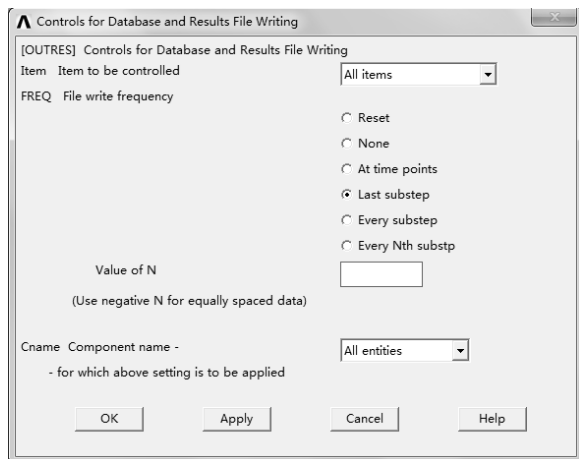 Controls for Database and Results File Writing
[OUTRES] Controls for Database and Results File Writing
Item Item to be controlled
All items
FREQ File write frequency
Reset
None
At time points
Last substep
Every substep
Every Nth substp
Value of N
(Use negative N for equally spaced data)
Cname Component name -
All entities
- for which above setting is to be applied
OK Apply Cancel Help